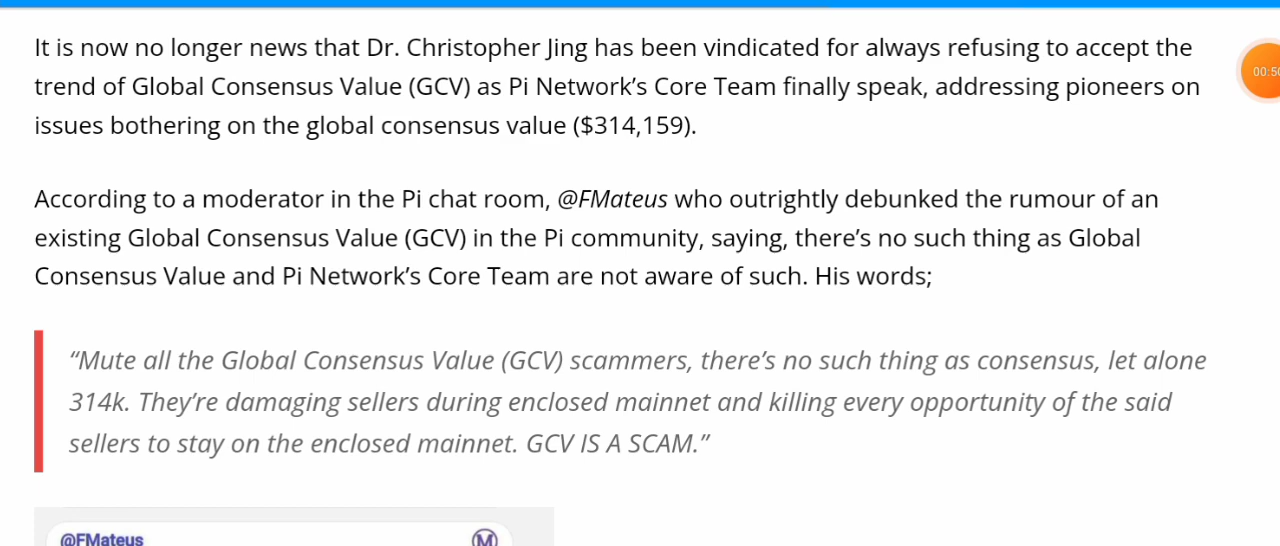 It is now no longer news that Dr. Christopher Jing has been vindicated for always refusing to accept the
trend of Global Consensus Value (GCV) as Pi Network’s Core Team finally speak, addressing pioneers on
issues bothering on the global consensus value ($314,159).
According to a moderator in the Pi chat room, @FMateus who outrightly debunked the rumour of an
existing Global Consensus Value (GCV) in the Pi community, saying, there’s no such thing as Global
Consensus Value and Pi Network’s Core Team are not aware of such. His words;
“Mute all the Global Consensus Value (GCV) scammers, there’s no such thing as consensus, let alone
314k. They’re damaging sellers during enclosed mainnet and killing every opportunity of the said
sellers to stay on the enclosed mainnet. GCV IS A SCAM.”
@FMateus
M